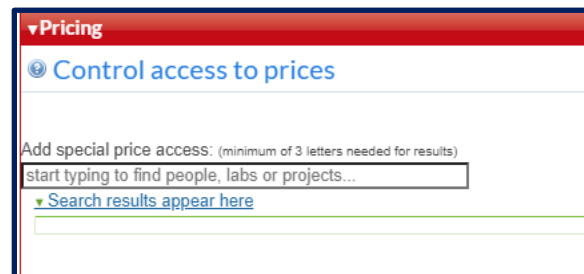 ▾Pricing
Control access to prices
Add special price access: (minimum of 3 letters needed for results)
start typing to find people, labs or projects...
▾ Search results appear here